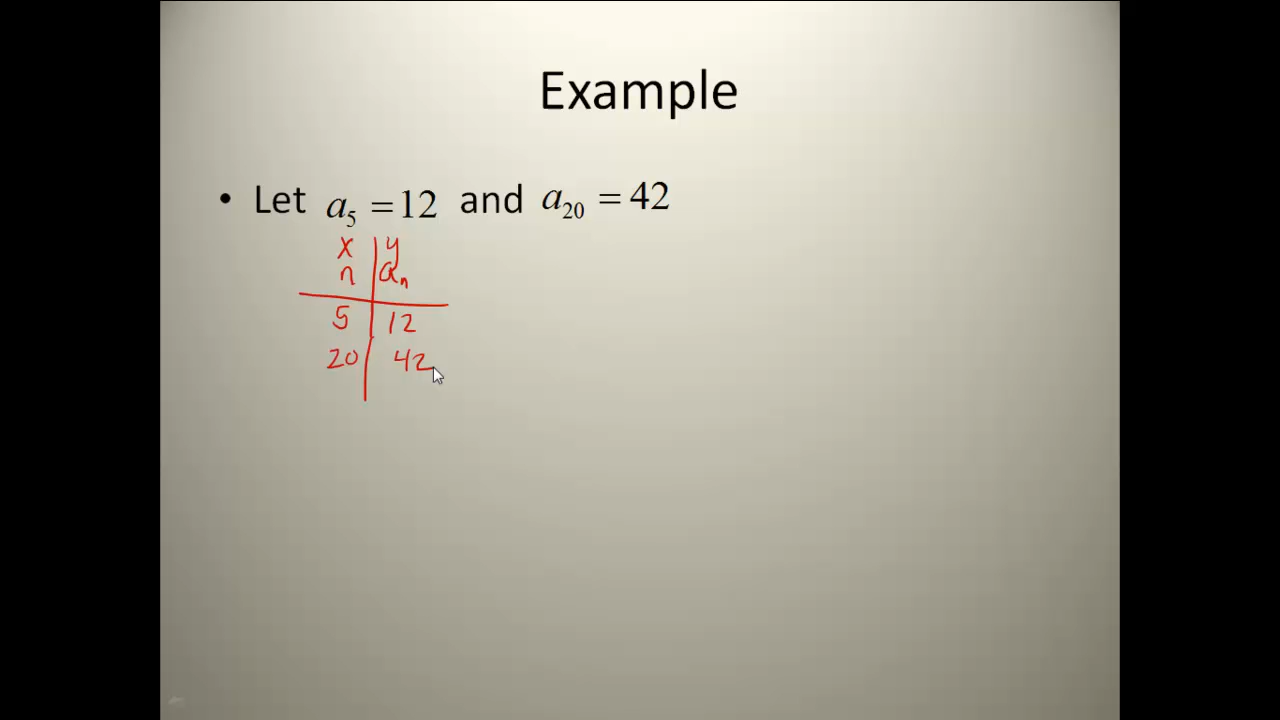 Example
• Let a₅ = 12 and a₂₀ = 42
x | y
n | aₙ
5 | 12
20 | 42